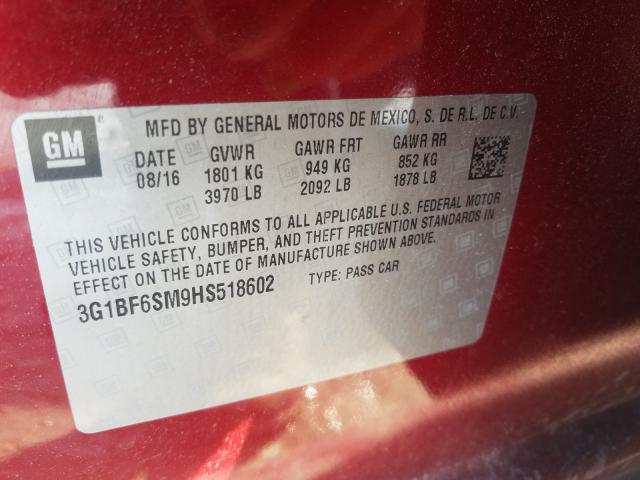 GM
MFD BY GENERAL MOTORS DE MEXICO, S. DE R.L. DE C.V.
DATE GVWR GAWR FRT GAWR RR
08/16 1801 KG 949 KG 852 KG
3970 LB 2092 LB 1878 LB
THIS VEHICLE CONFORMS TO ALL APPLICABLE U.S. FEDERAL MOTOR
VEHICLE SAFETY, BUMPER, AND THEFT PREVENTION STANDARDS IN
EFFECT ON THE DATE OF MANUFACTURE SHOWN ABOVE.
3G1BF6SM9HS518602 TYPE: PASS CAR